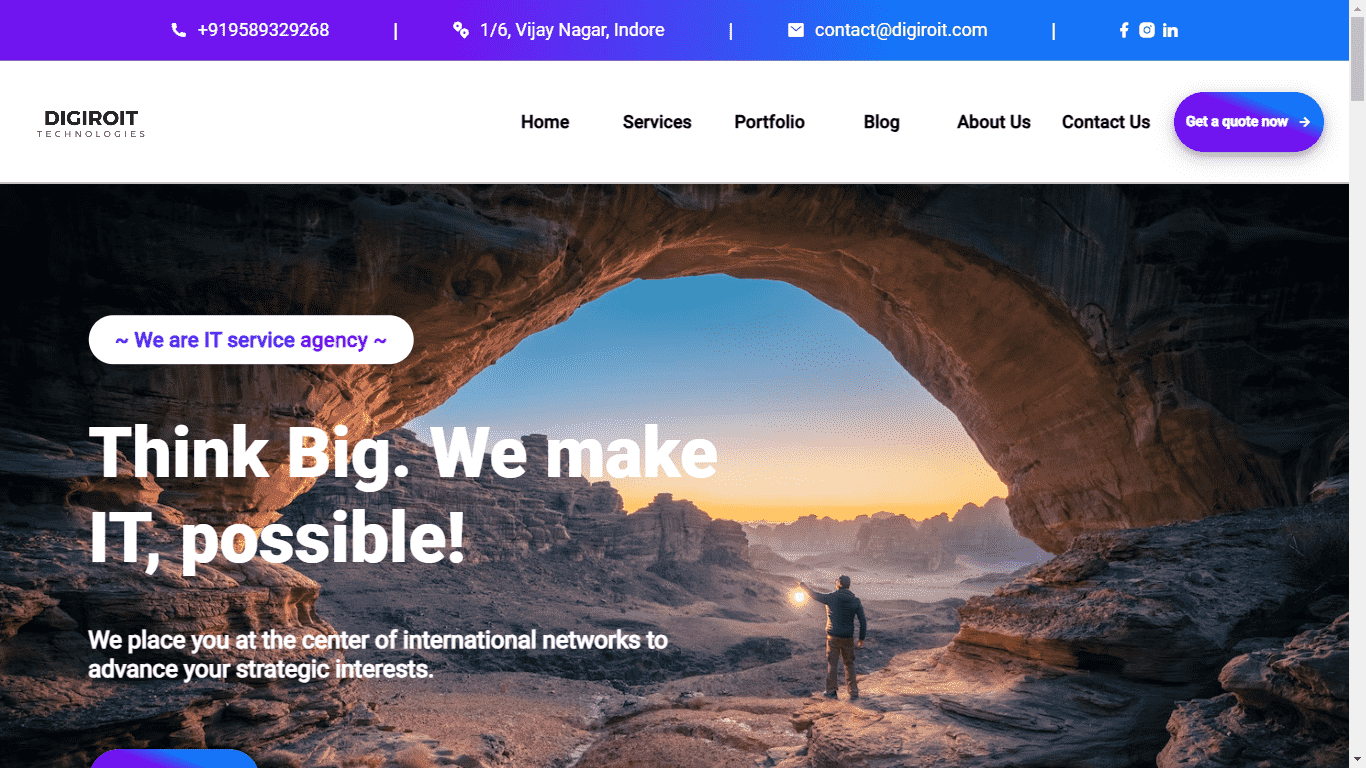 +919589329268 | 1/6, Vijay Nagar, Indore | contact@digiroit.com |
DIGIROIT
TECHNOLOGIES
Home Services Portfolio Blog About Us Contact Us Get a quote now →
~ We are IT service agency ~
Think Big. We make
IT, possible!
We place you at the center of international networks to
advance your strategic interests.